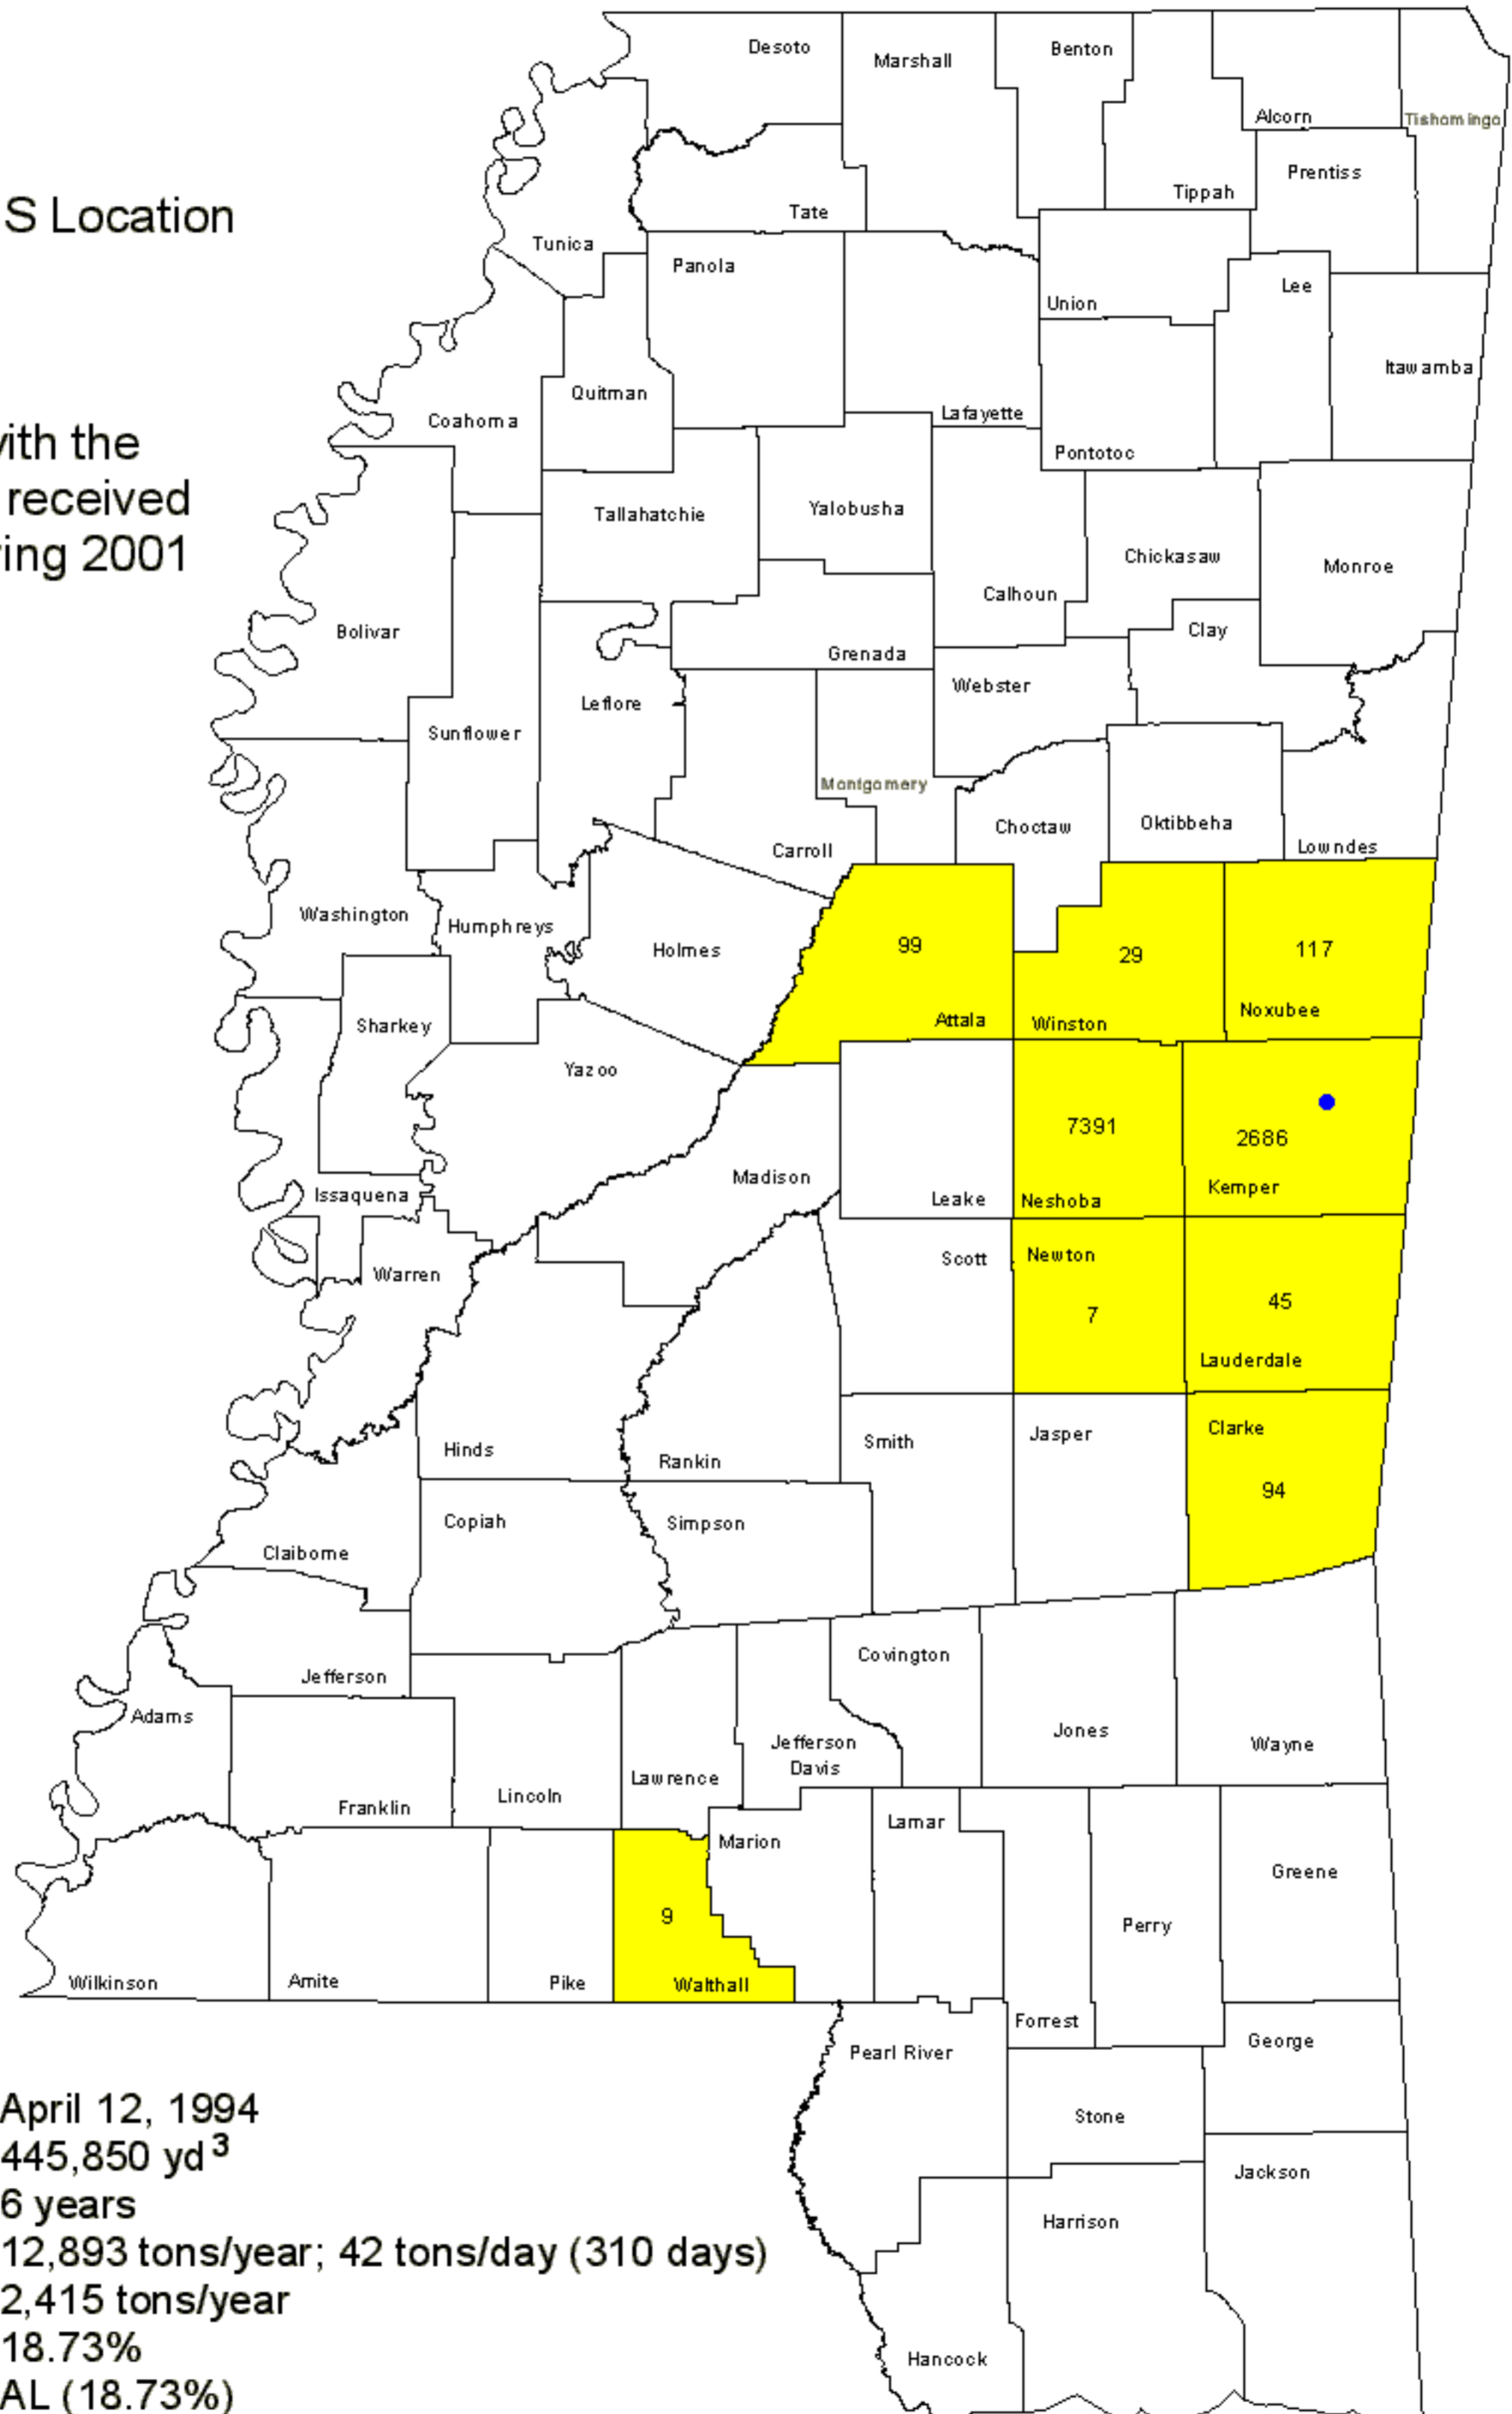 S Location
with the
received
ring 2001
Desoto
Marshall
Benton
Alcorn
Tishomingo
Prentiss
Tippah
Tate
Tunica
Panola
Union
Lee
Itawamba
Quitman
Coahoma
Lafayette
Pontotoc
Tallahatchie
Yalobusha
Chickasaw
Monroe
Calhoun
Bolivar
Clay
Grenada
Webster
Leflore
Sunflower
Montgomery
Choctaw
Oktibbeha
Lowndes
Carroll
Washington
Humphreys
Holmes
99
29
117
Attala
Winston
Noxubee
Sharkey
Yazoo
7391
2686
Madison
Leake
Neshoba
Kemper
Issaquena
Warren
Scott
Newton
7
45
Lauderdale
Hinds
Rankin
Smith
Jasper
Clarke
94
Copiah
Simpson
Claiborne
Jefferson
Covington
Adams
Jefferson
Davis
Jones
Wayne
Lawrence
Lincoln
Franklin
Lamar
Marion
Greene
9
Perry
Wilkinson
Amite
Pike
Walthall
Forrest
George
Pearl River
Stone
Jackson
Harrison
Hancock
April 12, 1994
445,850 yd³
6 years
12,893 tons/year; 42 tons/day (310 days)
2,415 tons/year
18.73%
AL (18.73%)